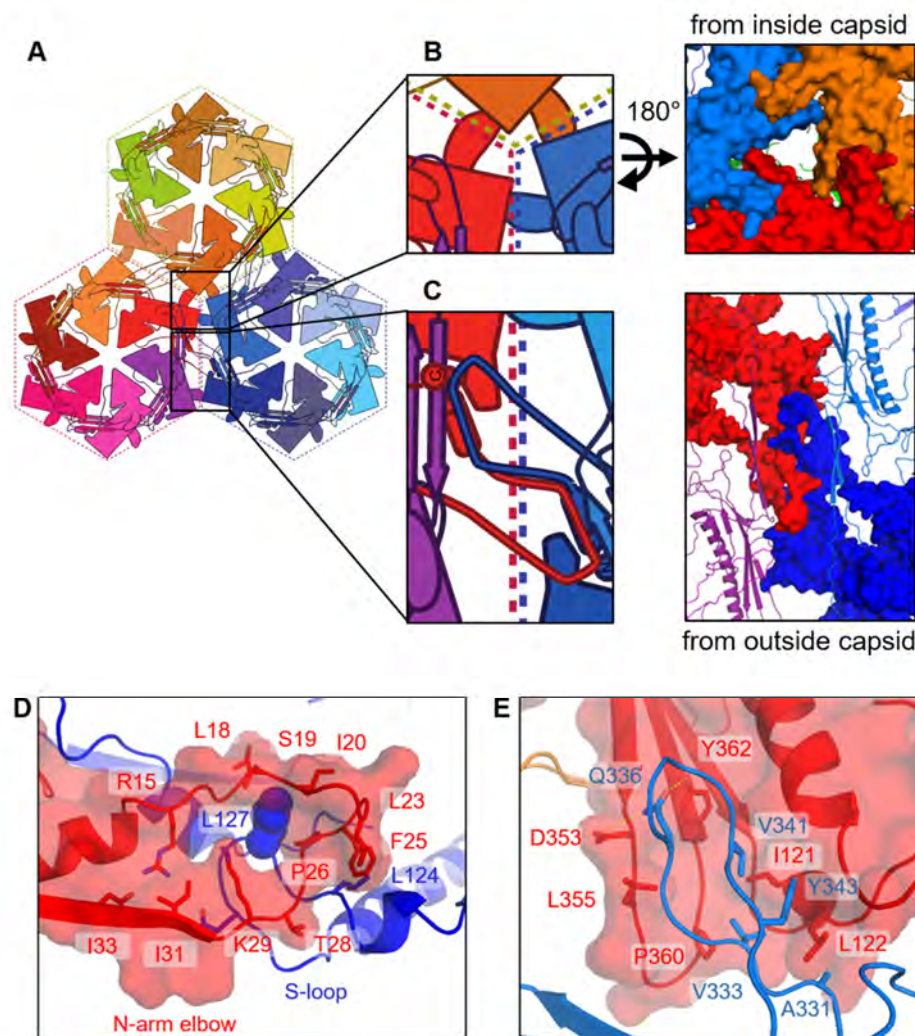 from inside capsid
A
B
180°
C
C
from outside capsid
D
L18
S19
I20
R15
L23
L127
F25
P26
L124
I33
I31
K29
T28
S-loop
N-arm elbow
E
Y362
Q336
V341
D353
I121
Y343
L355
P360
L122
V333
A331